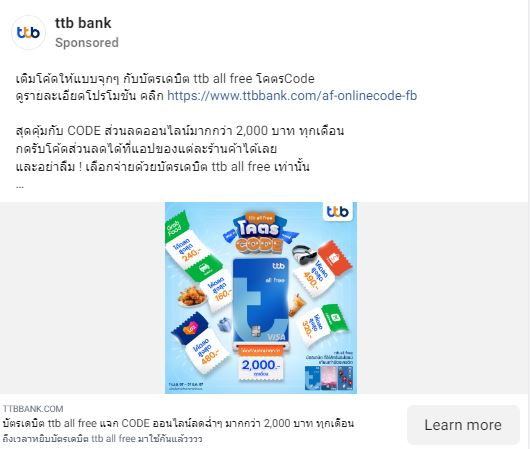 ttb
ttb bank
Sponsored
เติมโค้ดให้แบบจุกๆ กับบัตรเดบิต ttb all free โคตรCode
ดูรายละเอียดโปรโมชัน คลิก https://www.ttbbank.com/af-onlinecode-fb
สุดคุ้มกับ CODE ส่วนลดออนไลน์มากกว่า 2,000 บาท ทุกเดือน
กดรับโค้ดส่วนลดได้ที่แอปของแต่ละร้านค้าได้เลย
และอย่าลืม ! เลือกจ่ายด้วยบัตรเดบิต ttb all free เท่านั้น
...
ttb
ttb all free
โคตร
CODE
Grab
Food
โค้ดลด
สูงสุด
240.-
โค้ดลด
สูงสุด
160.-
โค้ดลด
สูงสุด
480.-
ttb
all free
VISA
โค้ดลด
สูงสุด
490.-
โค้ดลด
สูงสุด
320.-
2,000.-
ทุกเดือน
TTBBANK.COM
บัตรเดบิต ttb all free แจก CODE ออนไลน์ลดฉ่ำๆ มากกว่า 2,000 บาท ทุกเดือน
ถึงเวลาหยิบบัตรเดบิต ttb all free มาใช้กันแล้วววว
Learn more